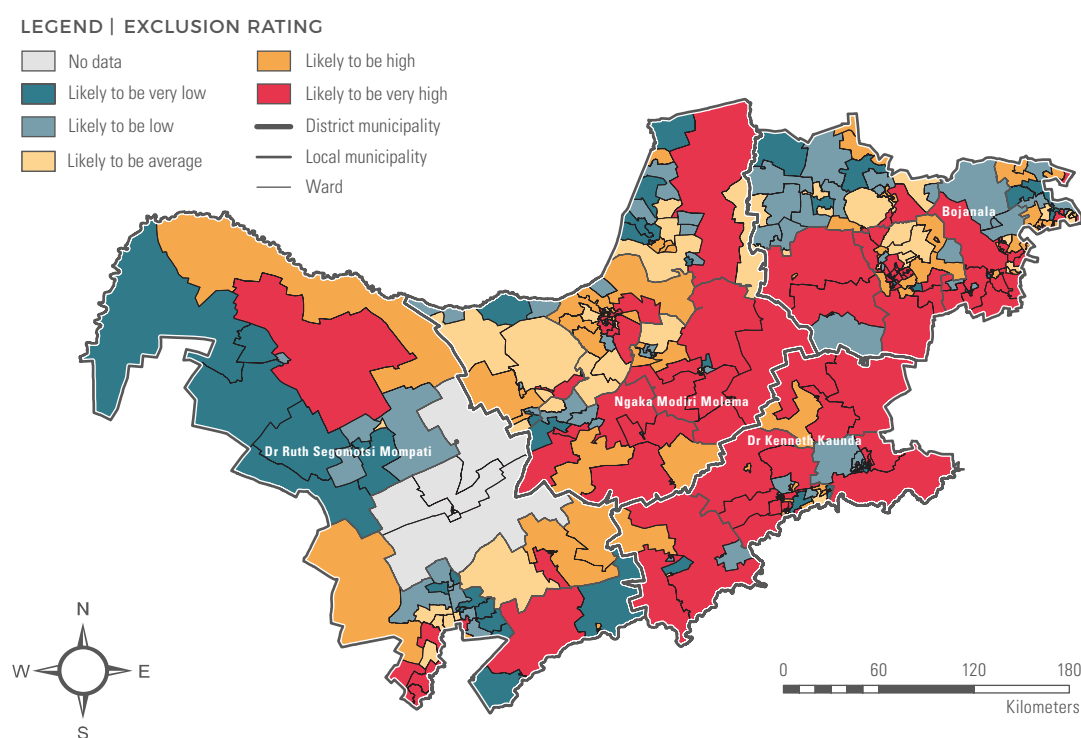 LEGEND | EXCLUSION RATING
No data
Likely to be very low
Likely to be low
Likely to be average
Likely to be high
Likely to be very high
District municipality
Local municipality
Ward
Bojanala
Ngaka Modiri Molema
Dr Kenneth Kaunda
Dr Ruth Segomotsi Mompati
N
W
E
S
0
60
120
180
Kilometers